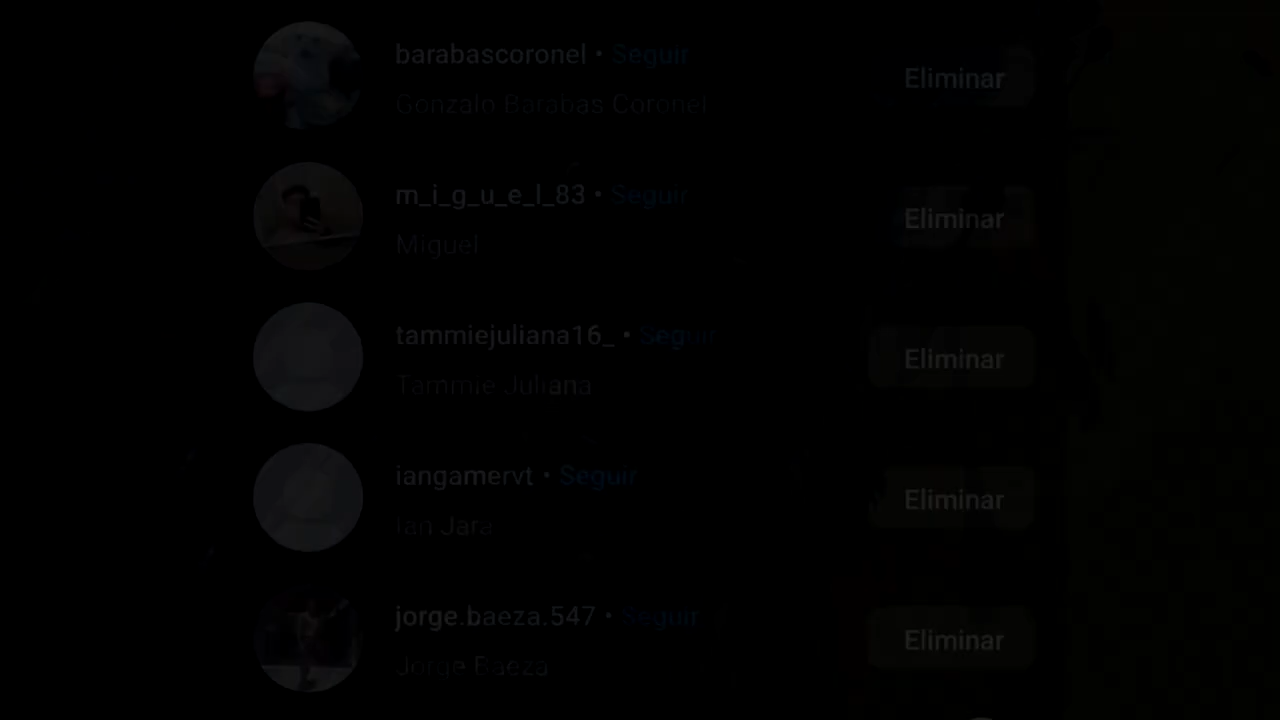 barabascoronel • Seguir
Eliminar
Gonzalo Barabas Coronel
m_i_g_u_e_l_83 • Seguir
Eliminar
Miguel
tammiejuliana16_ • Seguir
Eliminar
Tammie Juliana
iangamervt • Seguir
Eliminar
Ian Jara
jorge.baeza.547 • Seguir
Eliminar
Jorge Baeza